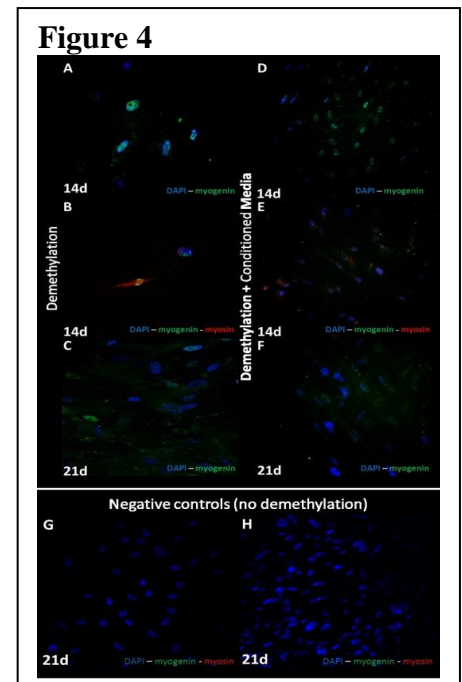 Figure 4
A
14d
DAPI – myogenin
B
14d
DAPI – myogenin - myosin
C
21d
DAPI – myogenin
Demethylation
D
14d
DAPI – myogenin
E
14d
DAPI – myogenin - myosin
F
21d
DAPI – myogenin
Demethylation + Conditioned Media
Negative controls (no demethylation)
G
21d
DAPI – myogenin - myosin
H
21d
DAPI – myogenin - myosin